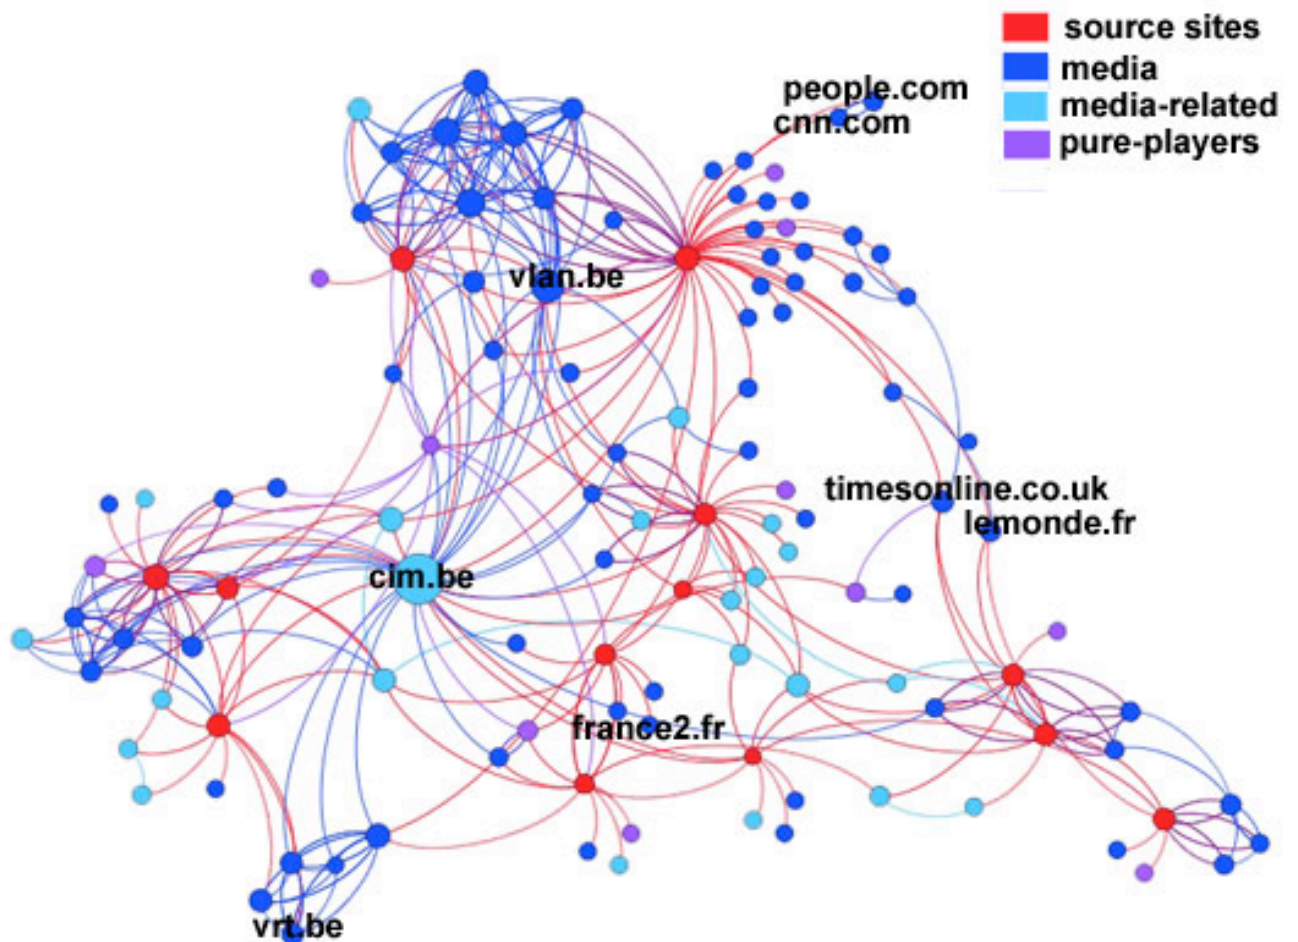 source sites
media
media-related
pure-players
people.com
cnn.com
vlan.be
timesonline.co.uk
lemonde.fr
cim.be
france2.fr
vrt.be